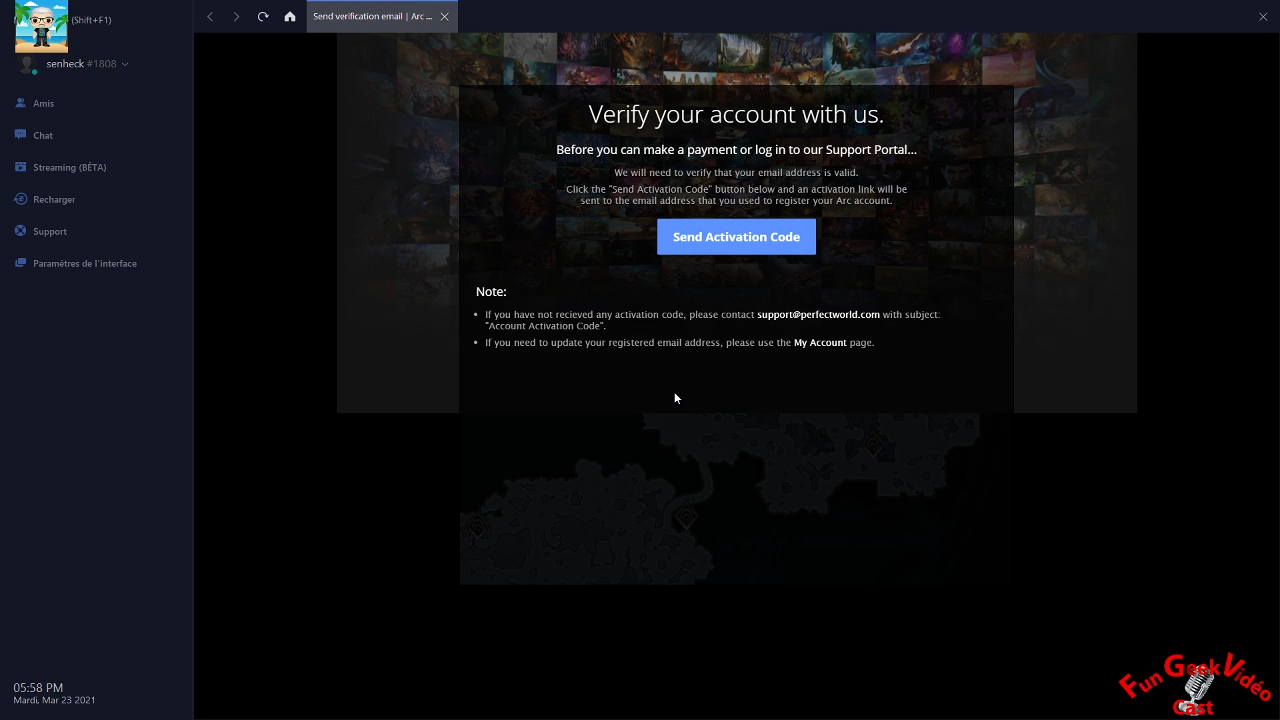 (Shift+F1)
Send verification email | Arc ...
senheck #1808
Amis
Chat
Streaming (BÊTA)
Recharger
Support
Paramètres de l'interface
Verify your account with us.
Before you can make a payment or log in to our Support Portal...
We will need to verify that your email address is valid.
Click the "Send Activation Code" button below and an activation link will be
sent to the email address that you used to register your Arc account.
Send Activation Code
Note:
• If you have not recieved any activation code, please contact support@perfectworld.com with subject:
"Account Activation Code".
• If you need to update your registered email address, please use the My Account page.
05:58 PM
Mardi, Mar 23 2021
Fun Geek Vidéo
Cast